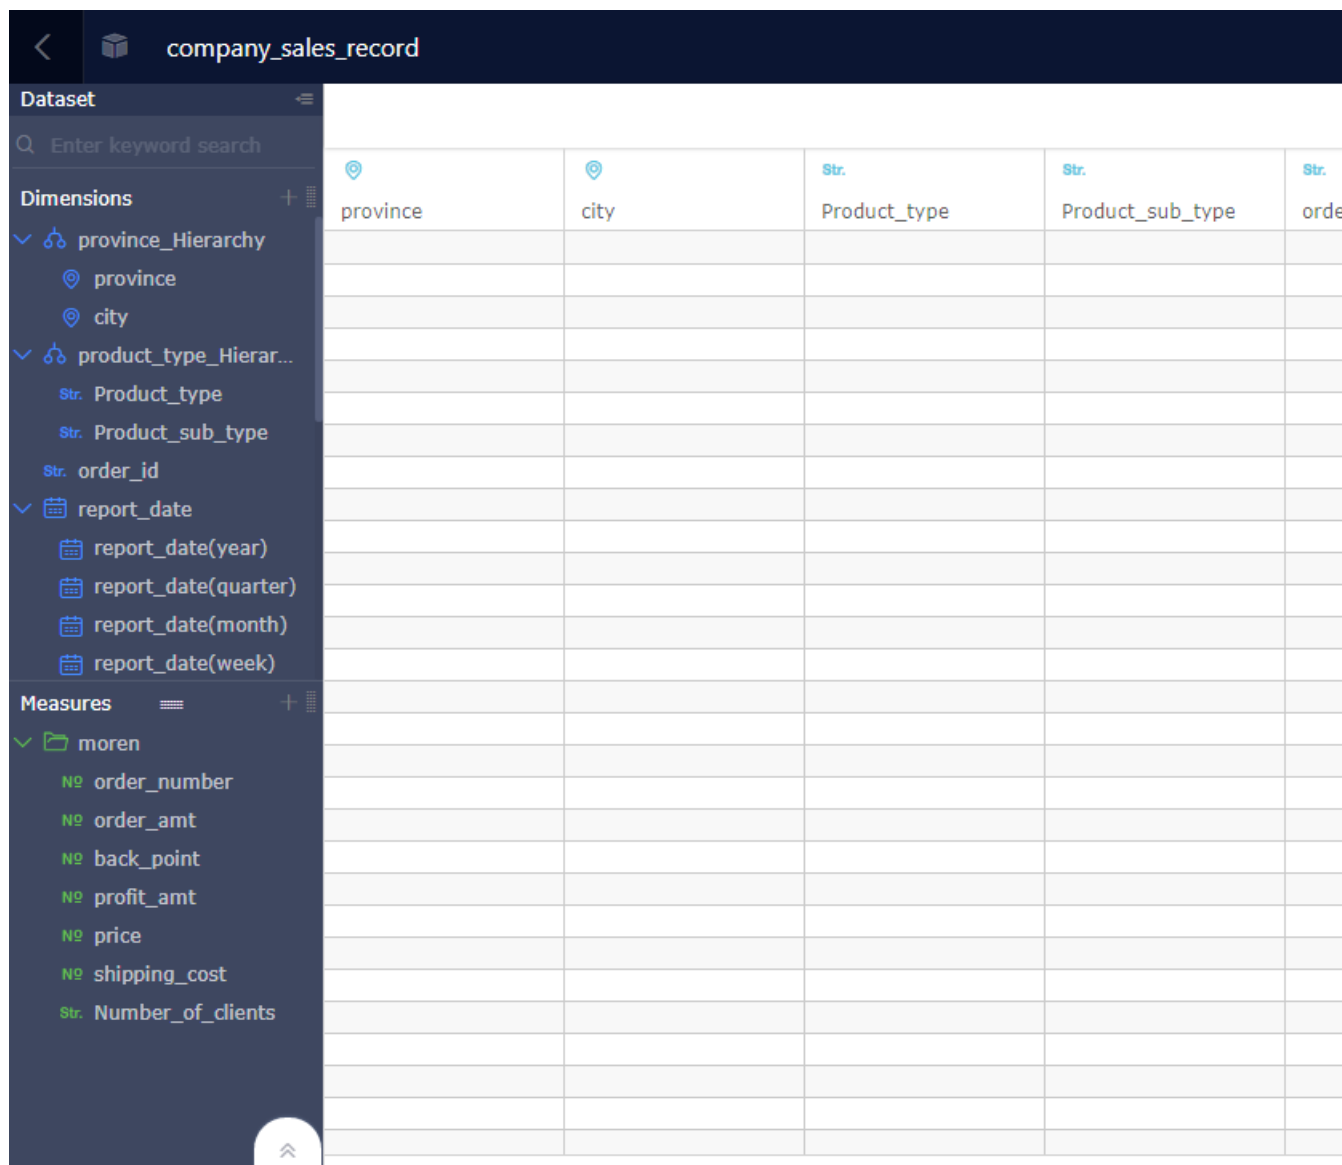 company_sales_record
Dataset
Enter keyword search
Dimensions
province_Hierarchy
province
city
product_type_Hierar...
Str. Product_type
Str. Product_sub_type
Str. order_id
report_date
report_date(year)
report_date(quarter)
report_date(month)
report_date(week)
Measures
moren
Nº order_number
Nº order_amt
Nº back_point
Nº profit_amt
Nº price
Nº shipping_cost
Str. Number_of_clients
Str. Str. Str.
province city Product_type Product_sub_type orde